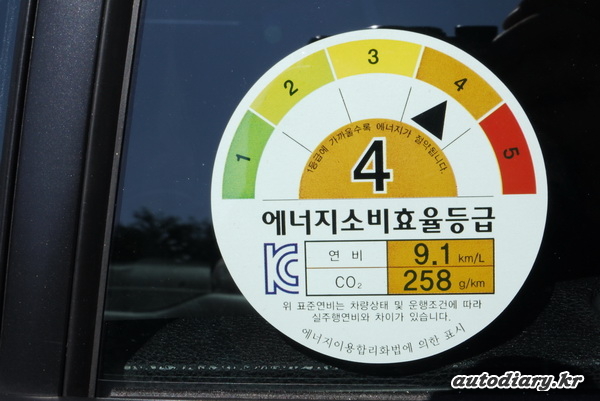 1
2
3
4
5
1등급에 가까울수록 에너지가 절약됩니다.
4
에너지소비효율등급
KC
연 비 9.1 km/L
CO₂ 258 g/km
위 표준연비는 차량상태 및 운행조건에 따라
실주행연비와 차이가 있습니다.
에너지이용합리화법에 의한 표시
autodiary.kr